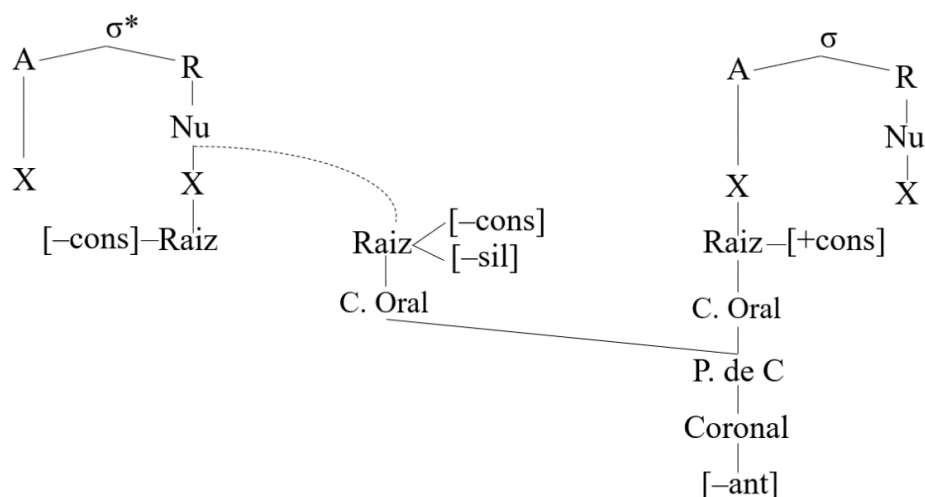 σ* σ
A R A R
Nu Nu
X X X X
[–cons]–Raiz Raiz [–cons] [–sil] Raiz–[+cons]
C. Oral C. Oral
P. de C
Coronal
[–ant]